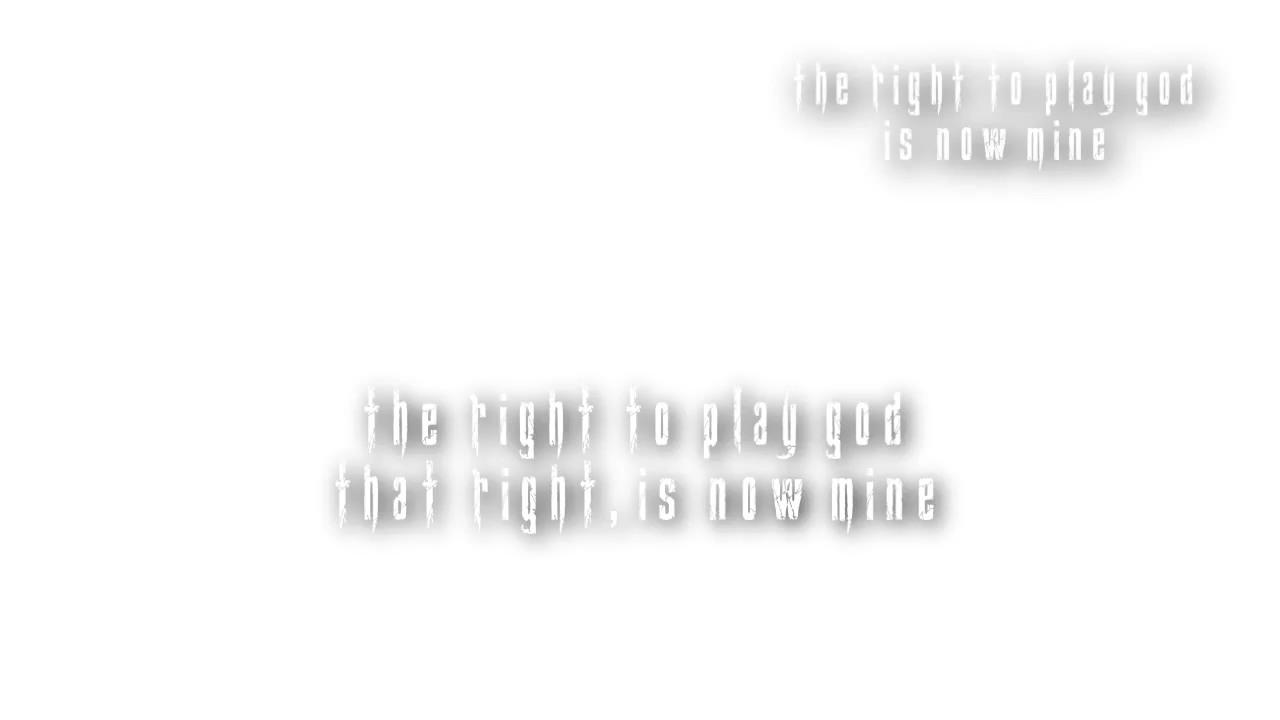 the right to play god
is now mine
the right to play god
that right, is now mine